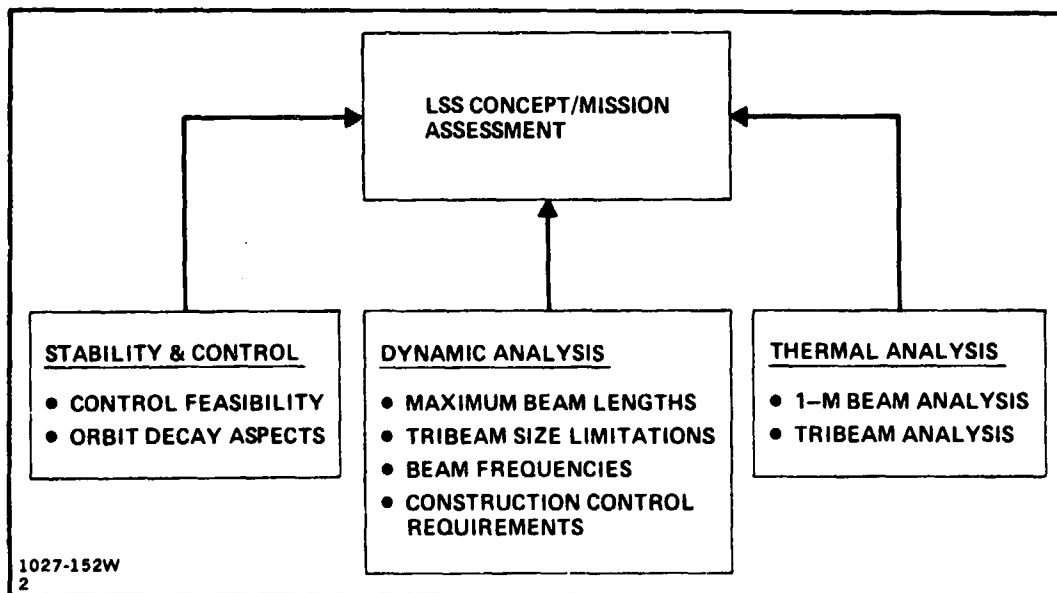 LSS CONCEPT/MISSION
ASSESSMENT
STABILITY & CONTROL
• CONTROL FEASIBILITY
• ORBIT DECAY ASPECTS
DYNAMIC ANALYSIS
• MAXIMUM BEAM LENGTHS
• TRIBEAM SIZE LIMITATIONS
• BEAM FREQUENCIES
• CONSTRUCTION CONTROL
REQUIREMENTS
THERMAL ANALYSIS
• 1–M BEAM ANALYSIS
• TRIBEAM ANALYSIS
1027-152W
2